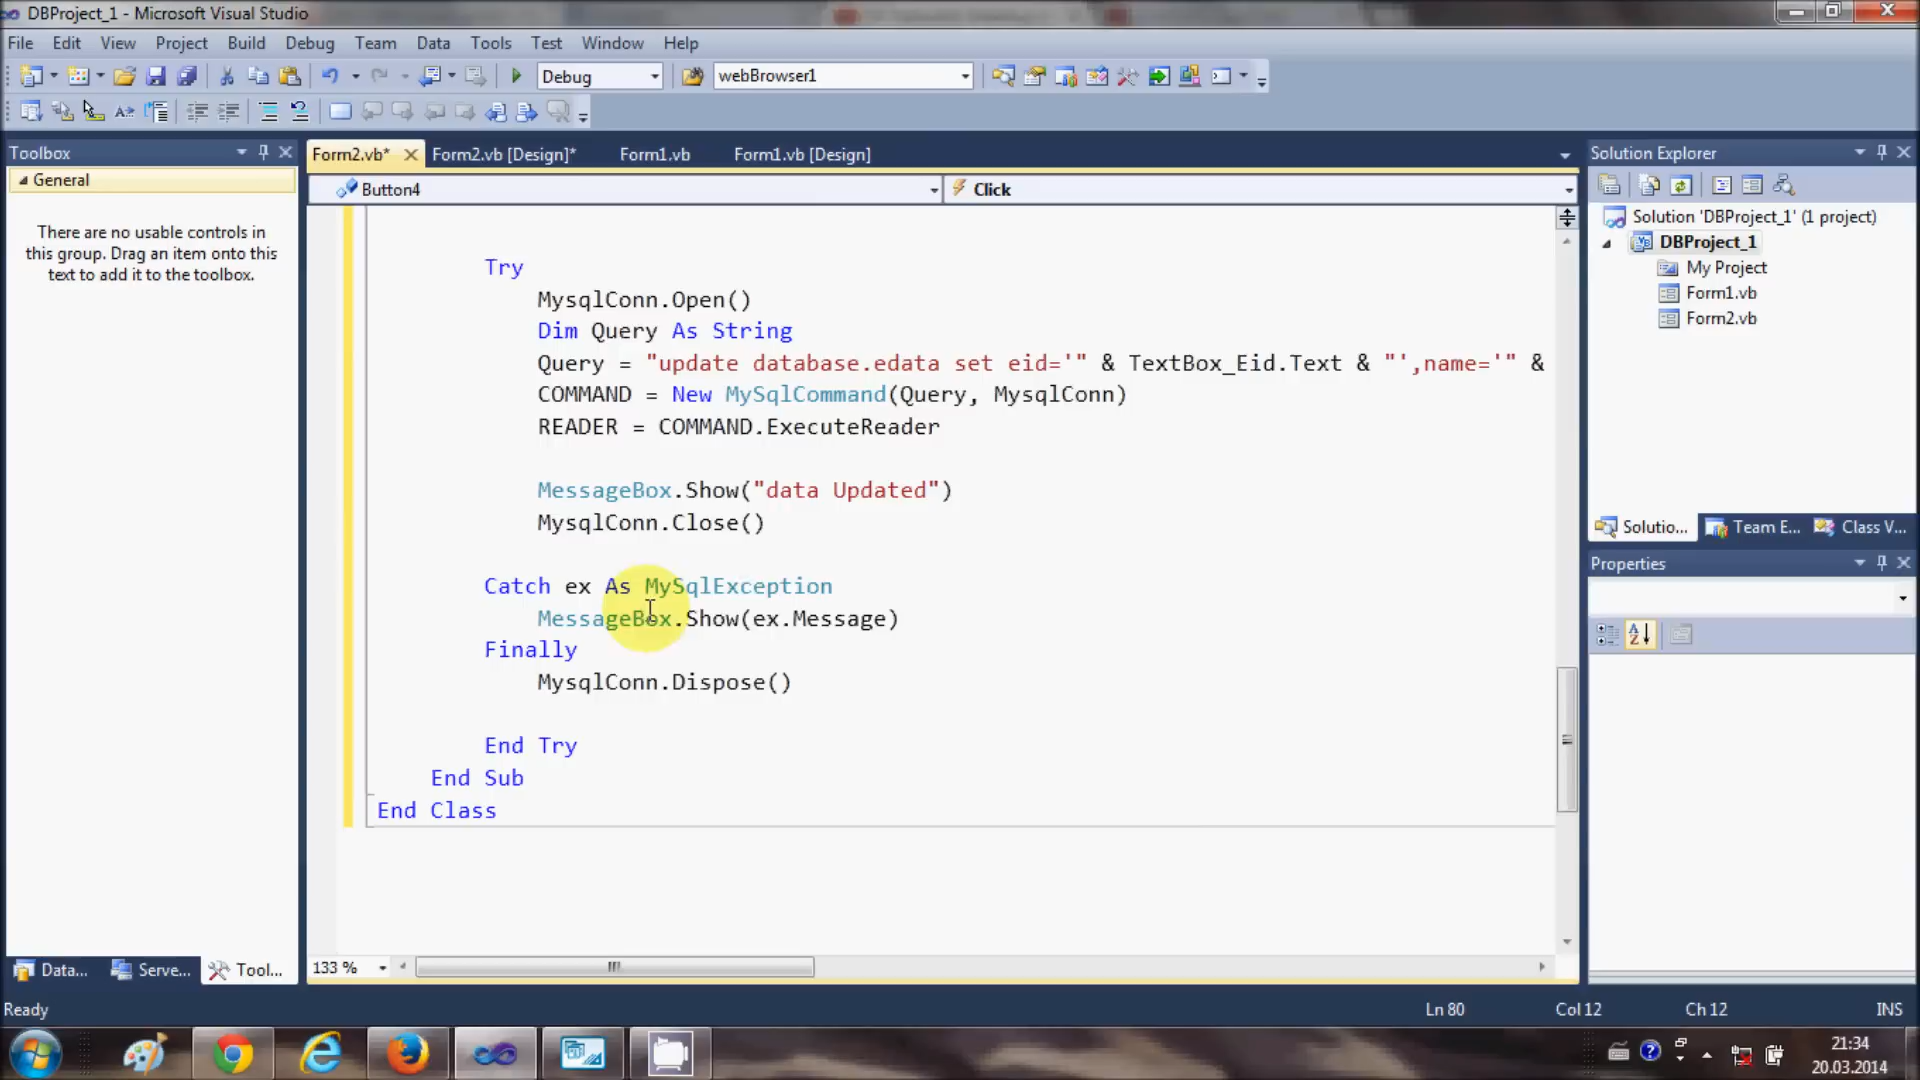 DBProject_1 - Microsoft Visual Studio
File Edit View Project Build Debug Team Data Tools Test Window Help
Debug webBrowser1
Toolbox
General
There are no usable controls in
this group. Drag an item onto this
text to add it to the toolbox.
Data... Serve... Tool...
Form2.vb* Form2.vb [Design]* Form1.vb Form1.vb [Design]
Button4 Click
Try
MysqlConn.Open()
Dim Query As String
Query = "update database.edata set eid='" & TextBox_Eid.Text & "',name='" &
COMMAND = New MySqlCommand(Query, MysqlConn)
READER = COMMAND.ExecuteReader
MessageBox.Show("data Updated")
MysqlConn.Close()
Catch ex As MySqlException
MessageBox.Show(ex.Message)
Finally
MysqlConn.Dispose()
End Try
End Sub
End Class
133 %
Solution Explorer
Solution 'DBProject_1' (1 project)
DBProject_1
My Project
Form1.vb
Form2.vb
Solutio... Team E... Class V...
Properties
Ready Ln 80 Col 12 Ch 12 INS
21:34
20.03.2014